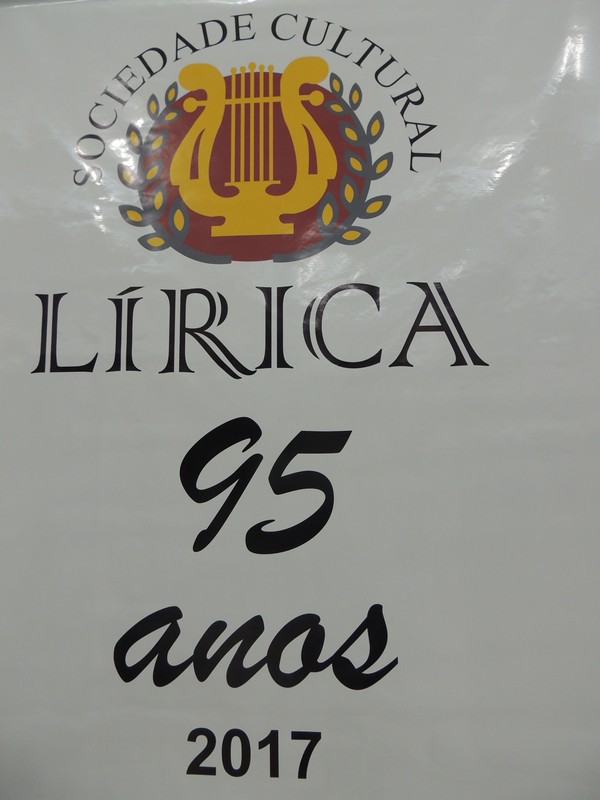 SOCIEDADE CULTURAL
LÍRICA
95
anos
2017